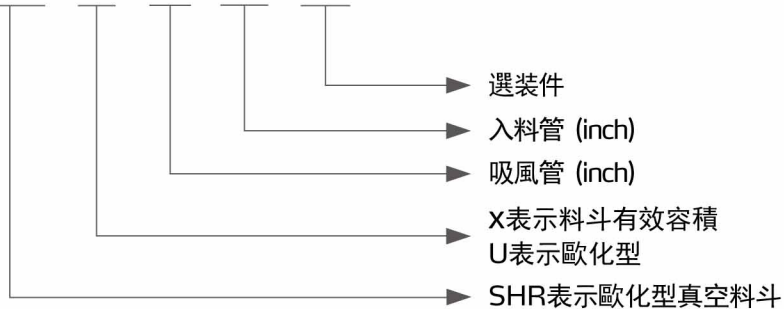 選装件
入料管 (inch)
吸風管 (inch)
x表示料斗有效容積
U表示歐化型
SHR表示歐化型真空料斗